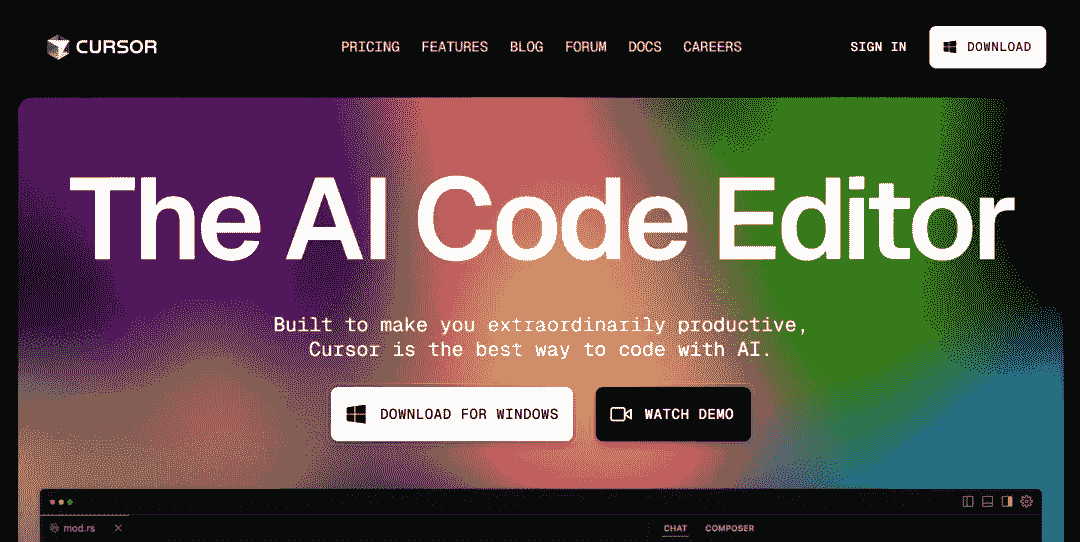 CURSOR
PRICING FEATURES BLOG FORUM DOCS CAREERS
SIGN IN
DOWNLOAD
The AI Code Editor
Built to make you extraordinarily productive,
Cursor is the best way to code with AI.
DOWNLOAD FOR WINDOWS
WATCH DEMO
mod.rs
CHAT COMPOSER